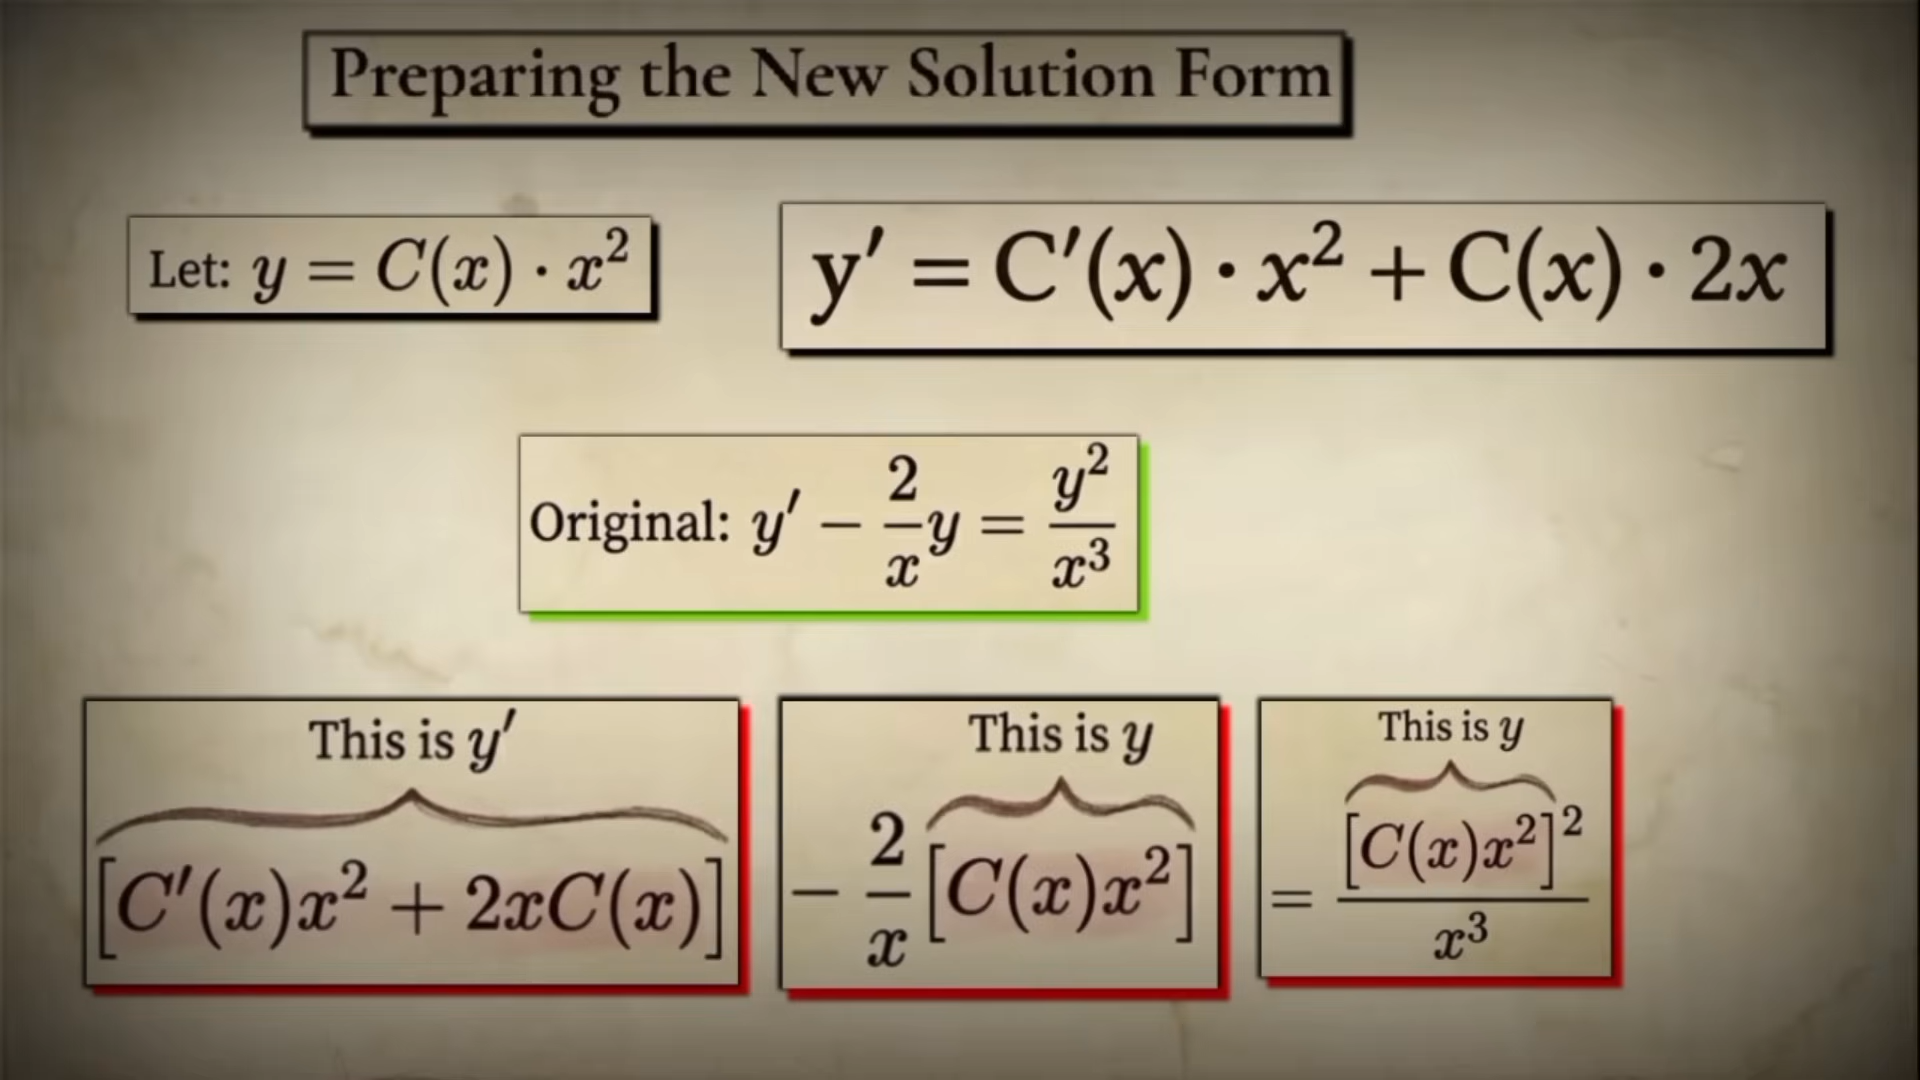 Preparing the New Solution Form
Let: y = C(x) · x²
y′ = C′(x) · x² + C(x) · 2x
Original: y′ − 2/x y = y²/x³
This is y′
[C′(x)x² + 2xC(x)]
This is y
− 2/x [C(x)x²]
This is y
= [C(x)x²]²/x³